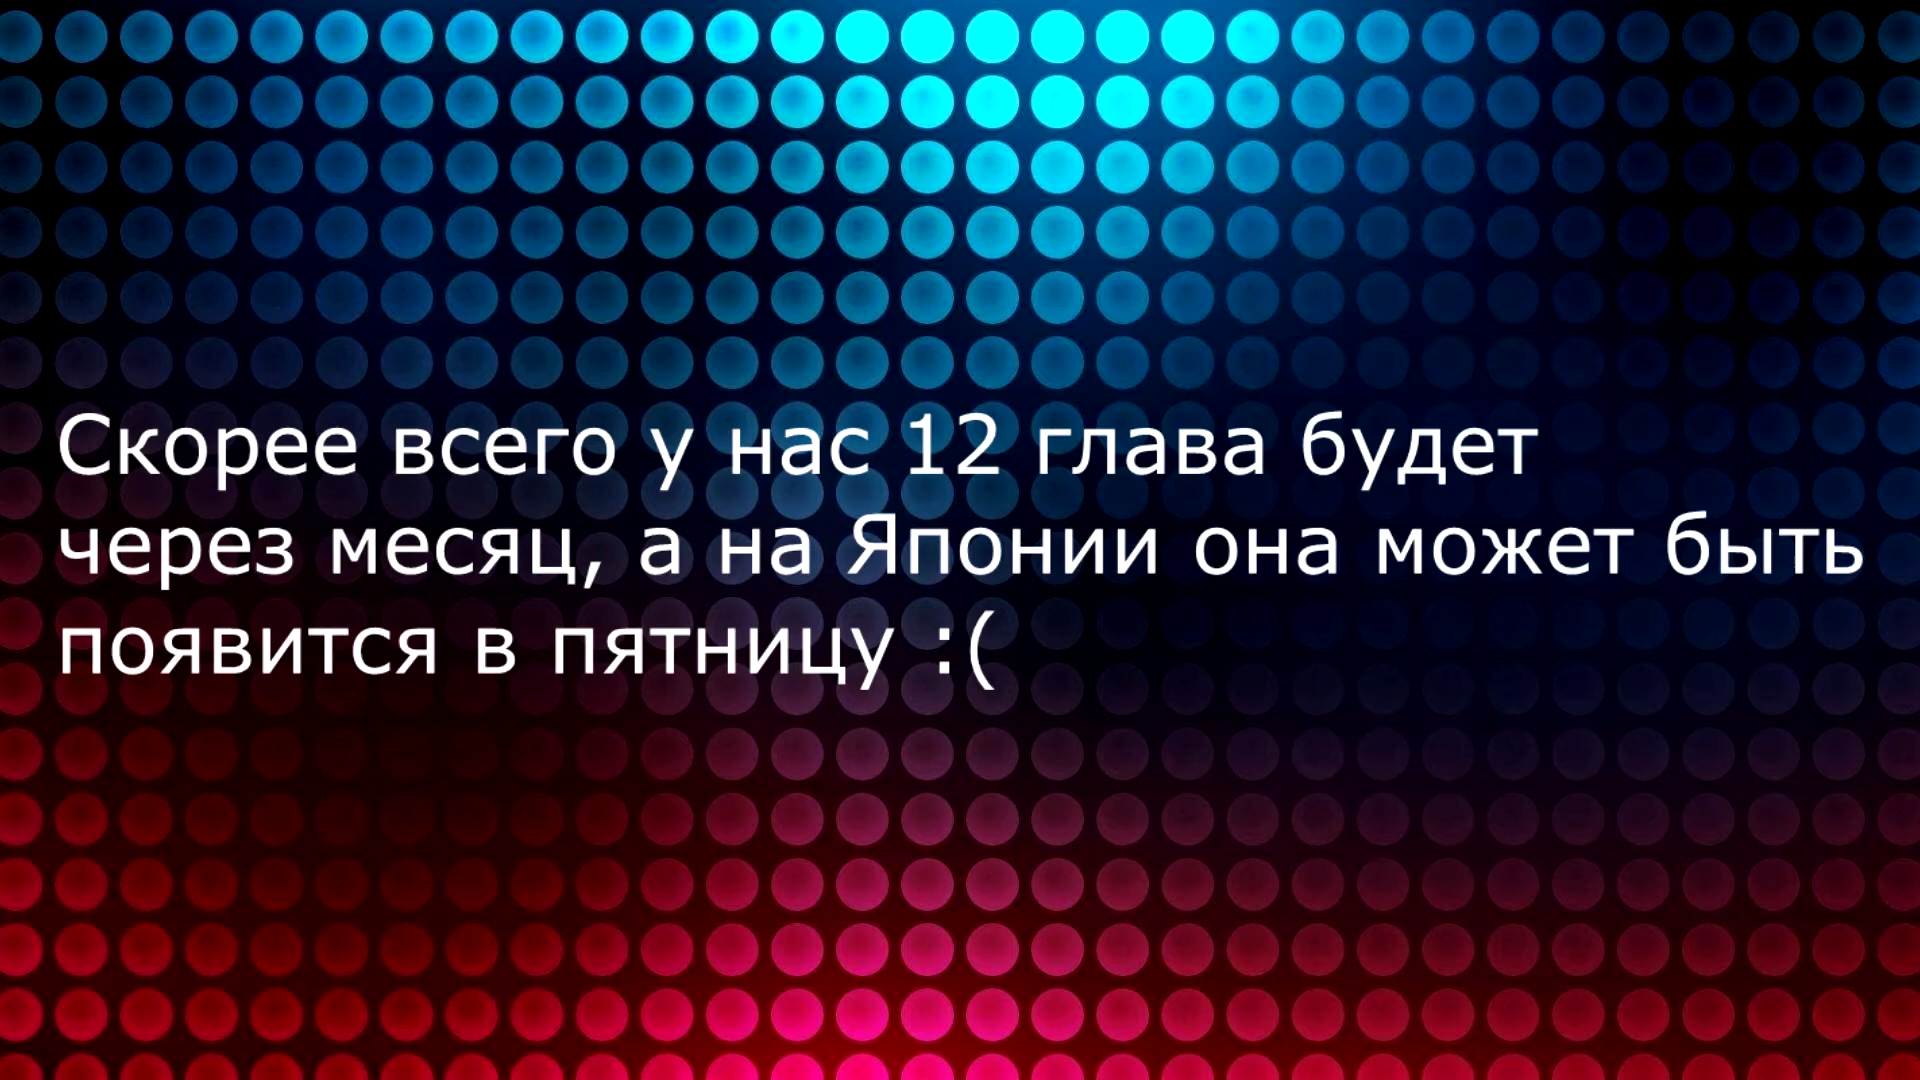 Скорее всего у нас 12 глава будет
через месяц, а на Японии она может быть
появится в пятницу :(